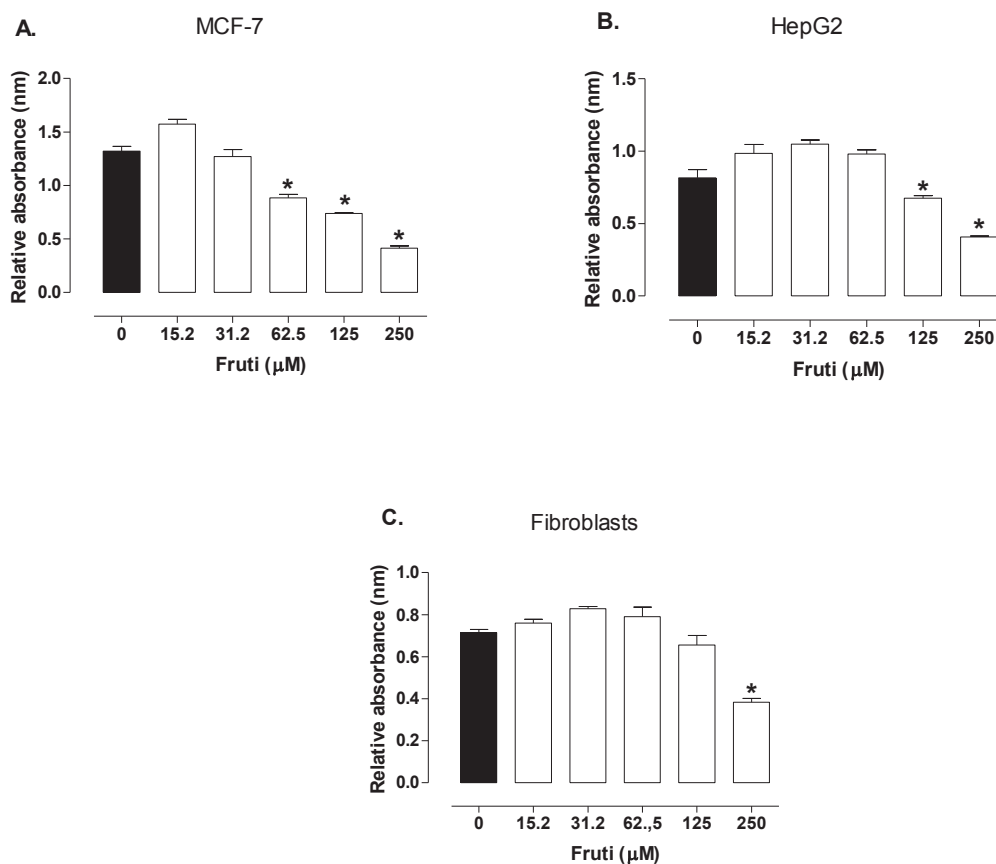 A.
MCF-7
Relative absorbance (nm)
2.0
1.5
1.0
0.5
0.0
*
*
*
0 15.2 31.2 62.5 125 250
Fruti (μM)
B.
HepG2
Relative absorbance (nm)
1.5
1.0
0.5
0.0
*
*
0 15.2 31.2 62.5 125 250
Fruti (μM)
C.
Fibroblasts
Relative absorbance (nm)
1.0
0.8
0.6
0.4
0.2
0.0
*
0 15.2 31.2 62.,5 125 250
Fruti (μM)